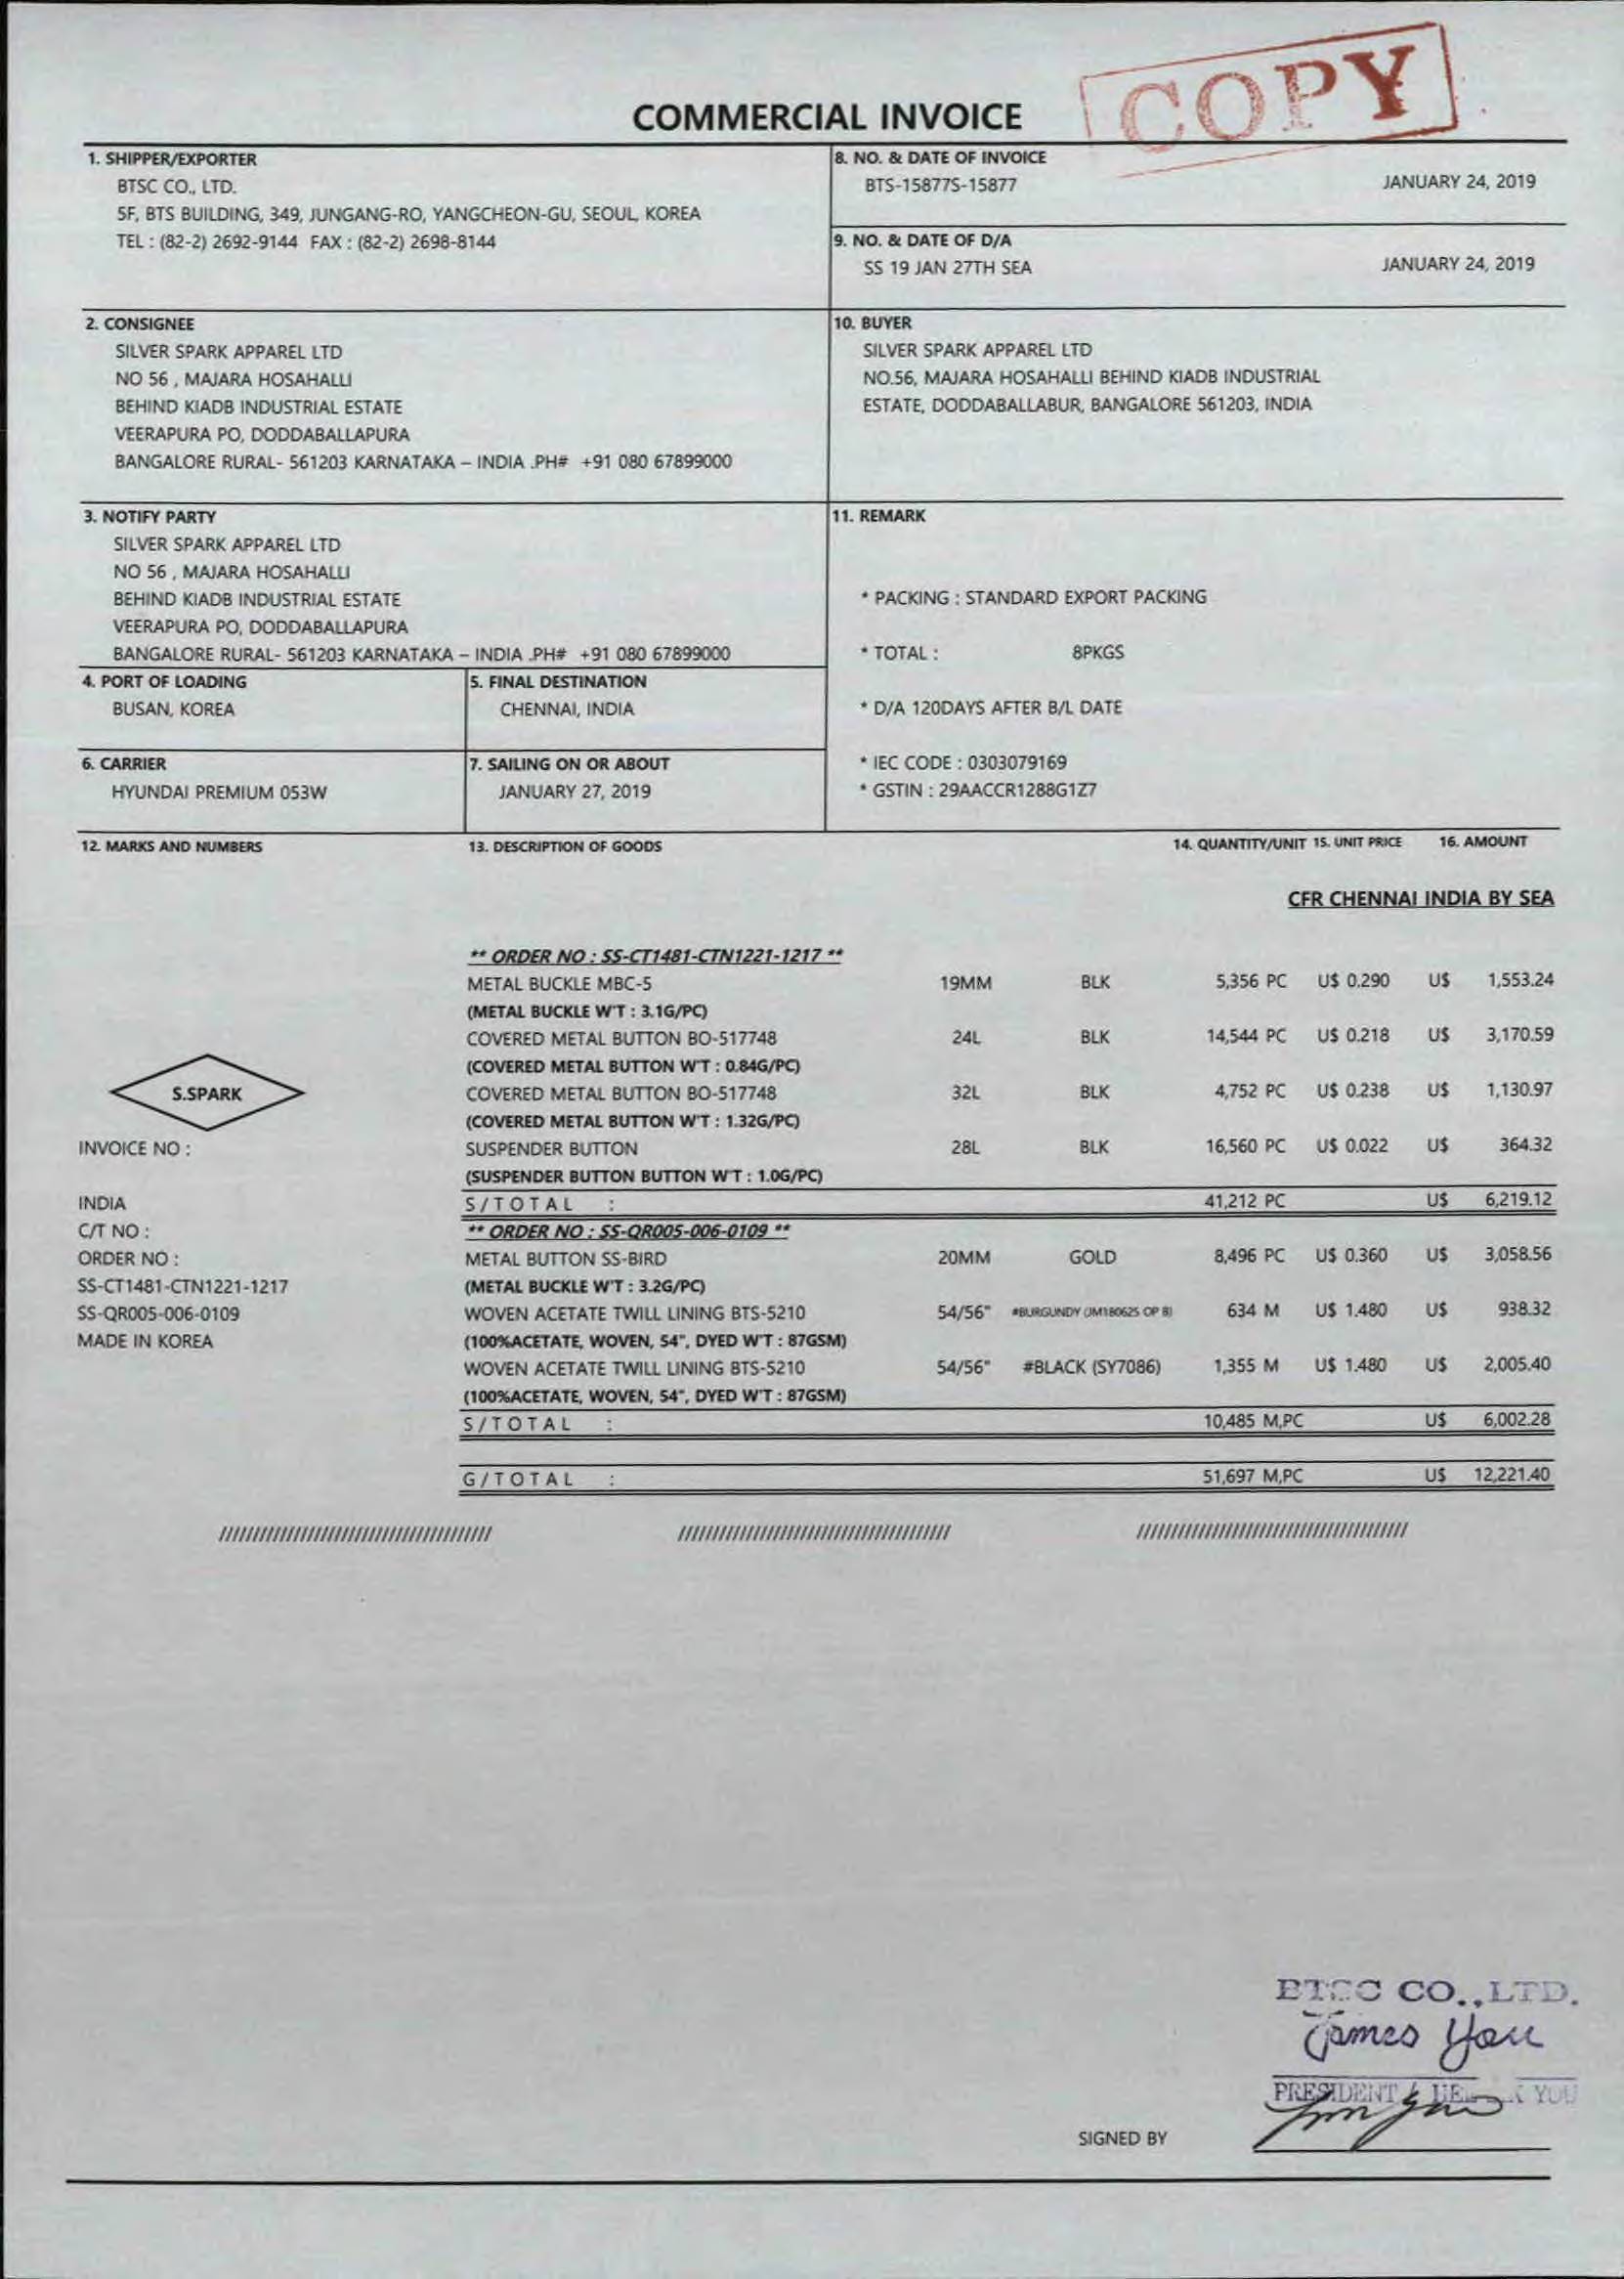 COPY
COMMERCIAL INVOICE
1. SHIPPER/EXPORTER
BTSC CO., LTD.
5F, BTS BUILDING, 349, JUNGANG-RO, YANGCHEON-GU, SEOUL, KOREA
TEL : (82-2) 2692-9144 FAX : (82-2) 2698-8144
8. NO. & DATE OF INVOICE
BTS-15877S-15877 JANUARY 24, 2019
9. NO. & DATE OF D/A
SS 19 JAN 27TH SEA JANUARY 24, 2019
2. CONSIGNEE
SILVER SPARK APPAREL LTD
NO 56 , MAJARA HOSAHALLI
BEHIND KIADB INDUSTRIAL ESTATE
VEERAPURA PO, DODDABALLAPURA
BANGALORE RURAL- 561203 KARNATAKA – INDIA .PH# +91 080 67899000
10. BUYER
SILVER SPARK APPAREL LTD
NO.56, MAJARA HOSAHALLI BEHIND KIADB INDUSTRIAL
ESTATE, DODDABALLABUR, BANGALORE 561203, INDIA
3. NOTIFY PARTY
SILVER SPARK APPAREL LTD
NO 56 , MAJARA HOSAHALLI
BEHIND KIADB INDUSTRIAL ESTATE
VEERAPURA PO, DODDABALLAPURA
BANGALORE RURAL- 561203 KARNATAKA – INDIA .PH# +91 080 67899000
11. REMARK
* PACKING : STANDARD EXPORT PACKING
* TOTAL : 8PKGS
* D/A 120DAYS AFTER B/L DATE
* IEC CODE : 0303079169
* GSTIN : 29AACCR1288G1Z7
4. PORT OF LOADING
BUSAN, KOREA
5. FINAL DESTINATION
CHENNAI, INDIA
6. CARRIER
HYUNDAI PREMIUM 053W
7. SAILING ON OR ABOUT
JANUARY 27, 2019
12. MARKS AND NUMBERS 13. DESCRIPTION OF GOODS 14. QUANTITY/UNIT 15. UNIT PRICE 16. AMOUNT
CFR CHENNAI INDIA BY SEA
S.SPARK
INVOICE NO :
INDIA
C/T NO :
ORDER NO :
SS-CT1481-CTN1221-1217
SS-QR005-006-0109
MADE IN KOREA
** ORDER NO : SS-CT1481-CTN1221-1217 **
METAL BUCKLE MBC-5 19MM BLK 5,356 PC U$ 0.290 U$ 1,553.24
(METAL BUCKLE W'T : 3.1G/PC)
COVERED METAL BUTTON BO-517748 24L BLK 14,544 PC U$ 0.218 U$ 3,170.59
(COVERED METAL BUTTON W'T : 0.84G/PC)
COVERED METAL BUTTON BO-517748 32L BLK 4,752 PC U$ 0.238 U$ 1,130.97
(COVERED METAL BUTTON W'T : 1.32G/PC)
SUSPENDER BUTTON 28L BLK 16,560 PC U$ 0.022 U$ 364.32
(SUSPENDER BUTTON BUTTON W'T : 1.0G/PC)
S/TOTAL : 41,212 PC U$ 6,219.12
** ORDER NO : SS-QR005-006-0109 **
METAL BUTTON SS-BIRD 20MM GOLD 8,496 PC U$ 0.360 U$ 3,058.56
(METAL BUCKLE W'T : 3.2G/PC)
WOVEN ACETATE TWILL LINING BTS-5210 54/56" #BURGUNDY (JM180625 OP B) 634 M U$ 1.480 U$ 938.32
(100%ACETATE, WOVEN, 54", DYED W'T : 87GSM)
WOVEN ACETATE TWILL LINING BTS-5210 54/56" #BLACK (SY7086) 1,355 M U$ 1.480 U$ 2,005.40
(100%ACETATE, WOVEN, 54", DYED W'T : 87GSM)
S/TOTAL : 10,485 M,PC U$ 6,002.28
G/TOTAL : 51,697 M,PC U$ 12,221.40
BTSC CO.,LTD.
James You
PRESIDENT YOU
SIGNED BY